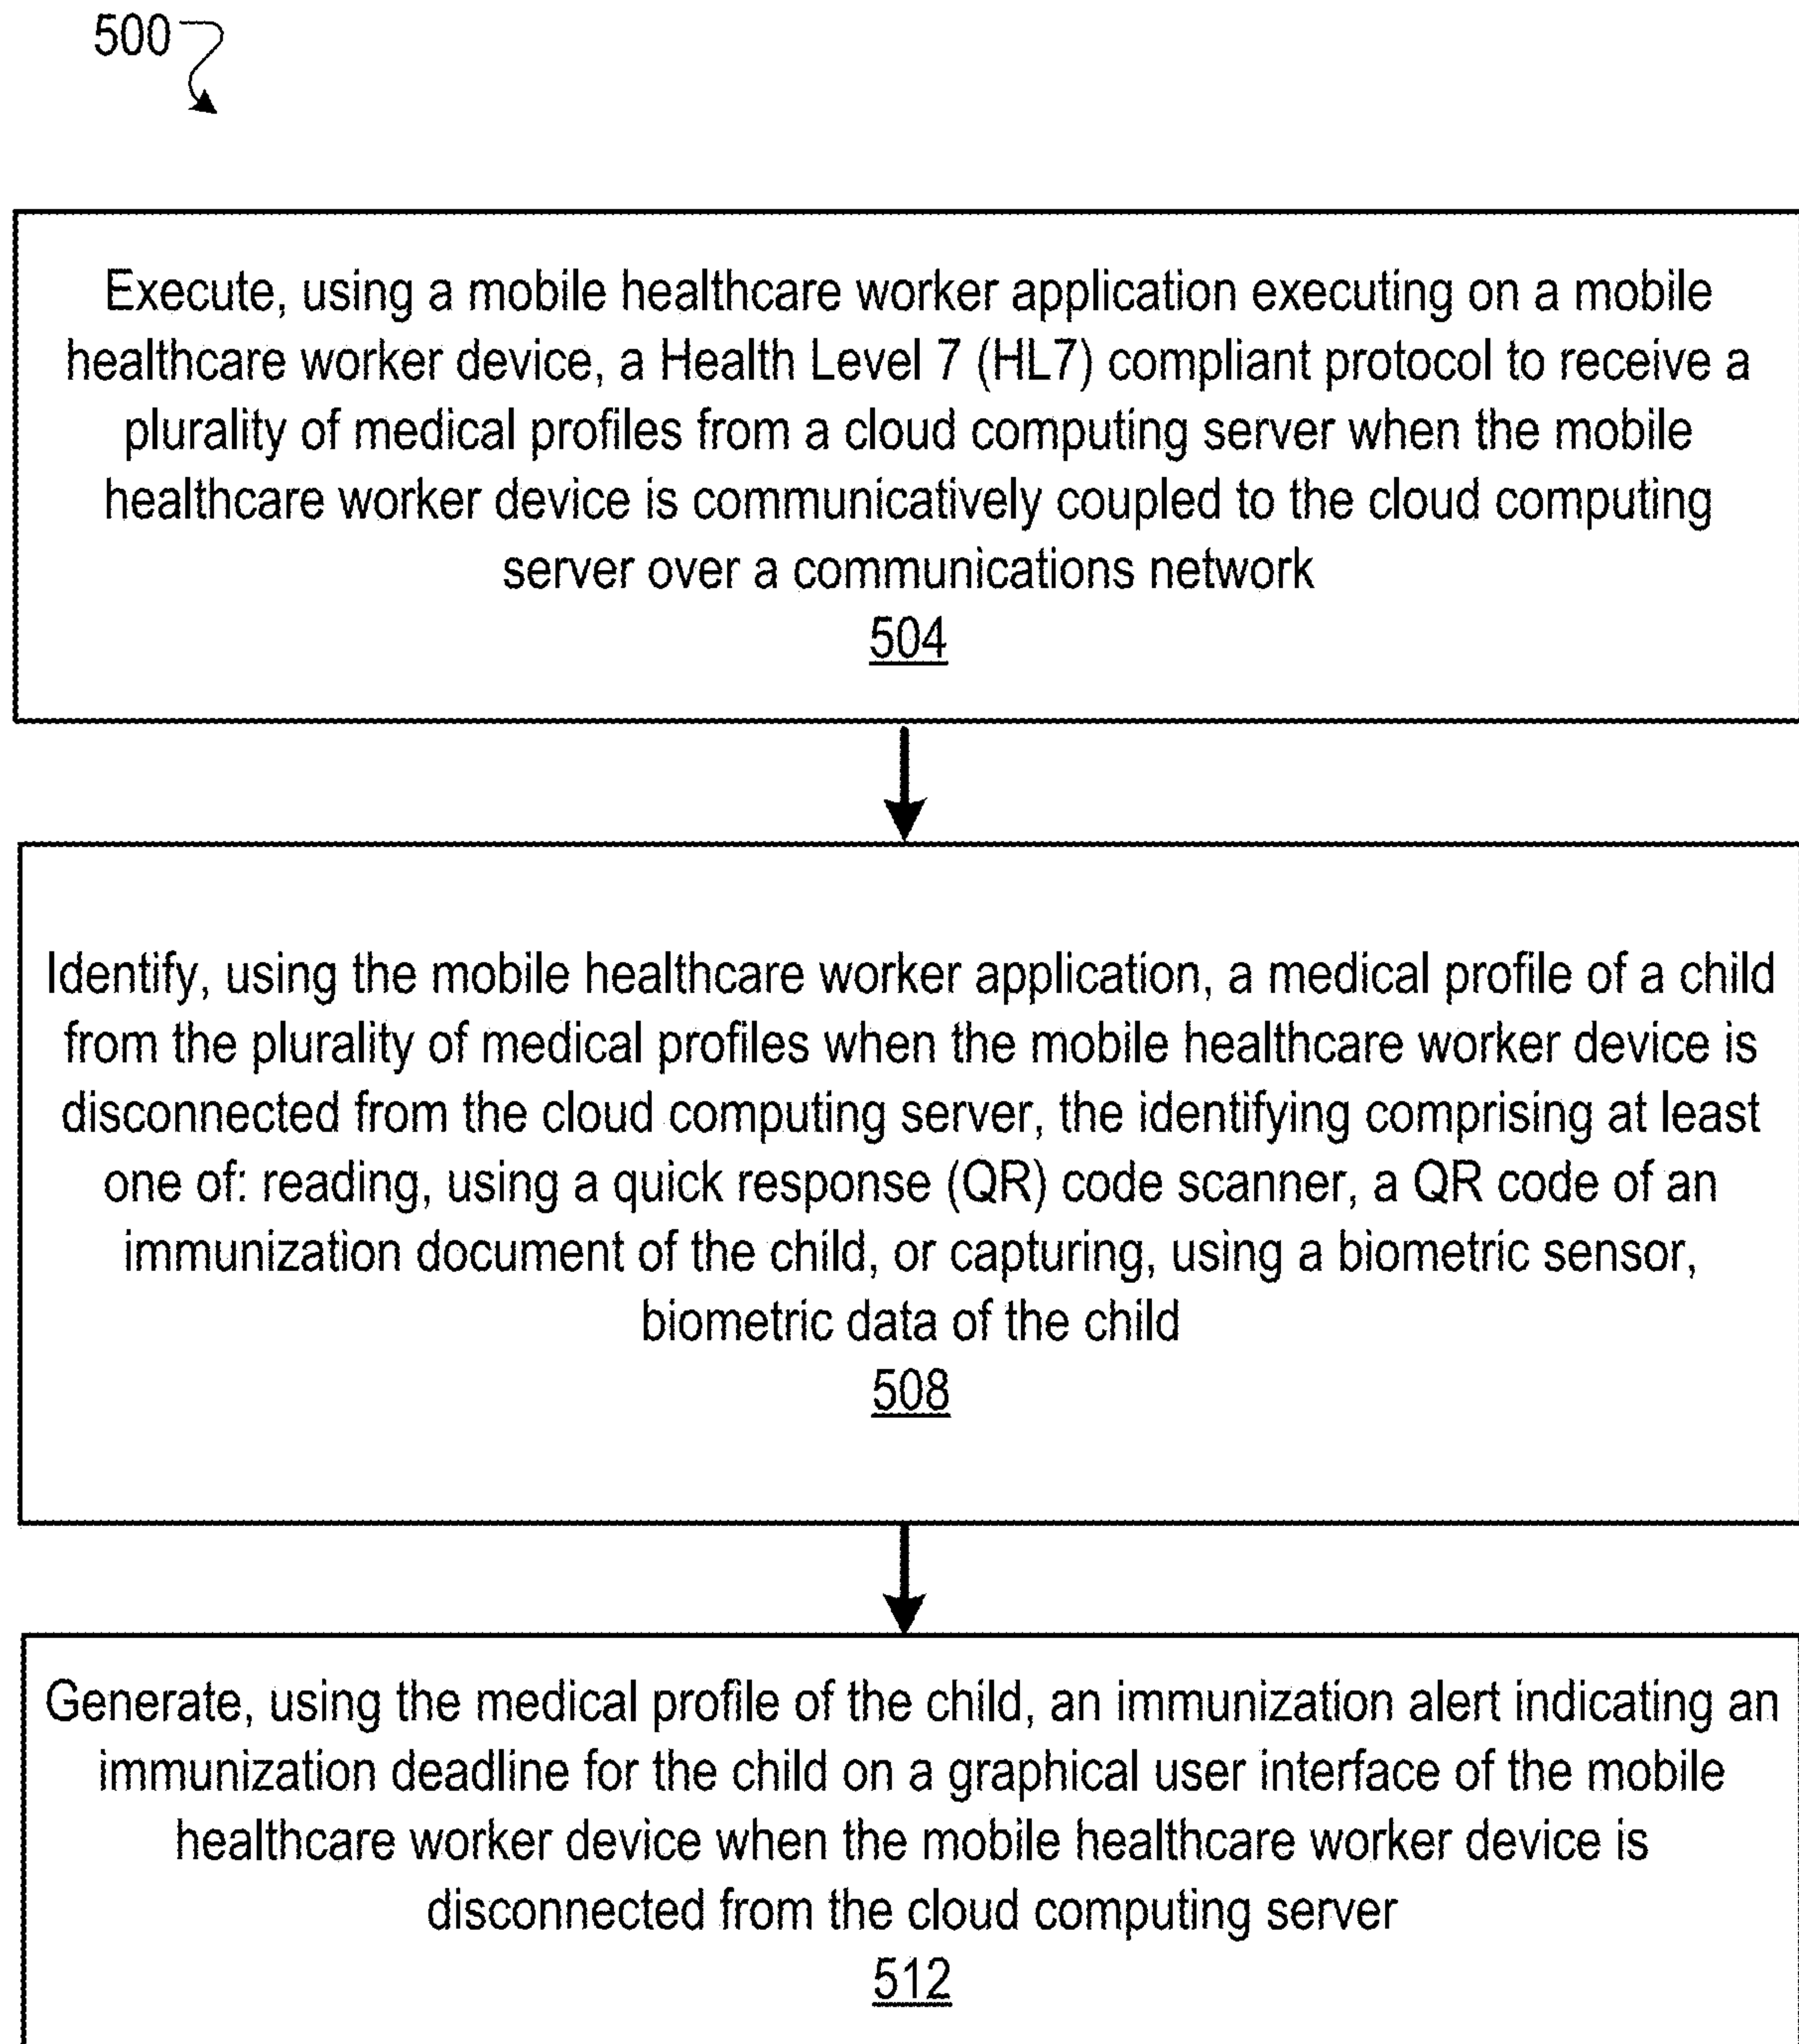 500
Execute, using a mobile healthcare worker application executing on a mobile
healthcare worker device, a Health Level 7 (HL7) compliant protocol to receive a
plurality of medical profiles from a cloud computing server when the mobile
healthcare worker device is communicatively coupled to the cloud computing
server over a communications network
504
Identify, using the mobile healthcare worker application, a medical profile of a child
from the plurality of medical profiles when the mobile healthcare worker device is
disconnected from the cloud computing server, the identifying comprising at least
one of: reading, using a quick response (QR) code scanner, a QR code of an
immunization document of the child, or capturing, using a biometric sensor,
biometric data of the child
508
Generate, using the medical profile of the child, an immunization alert indicating an
immunization deadline for the child on a graphical user interface of the mobile
healthcare worker device when the mobile healthcare worker device is
disconnected from the cloud computing server
512